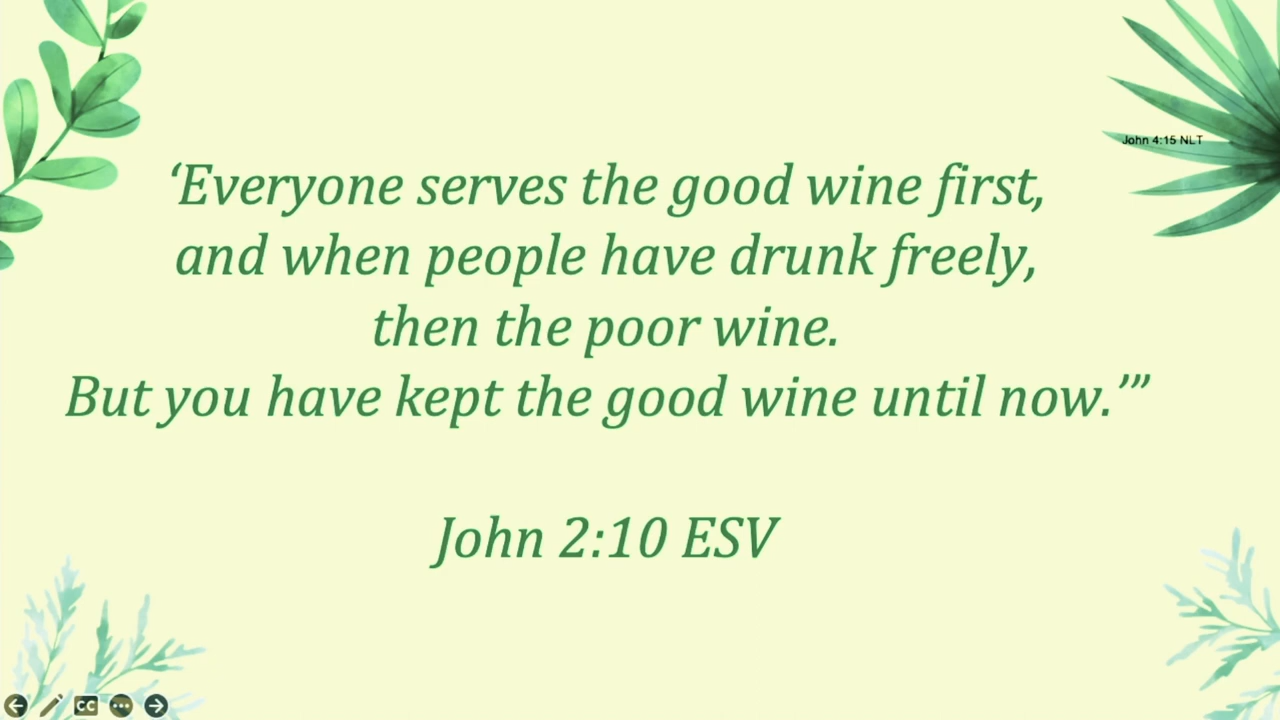 John 4:15 NLT
‘Everyone serves the good wine first,
and when people have drunk freely,
then the poor wine.
But you have kept the good wine until now.’”
John 2:10 ESV
CC